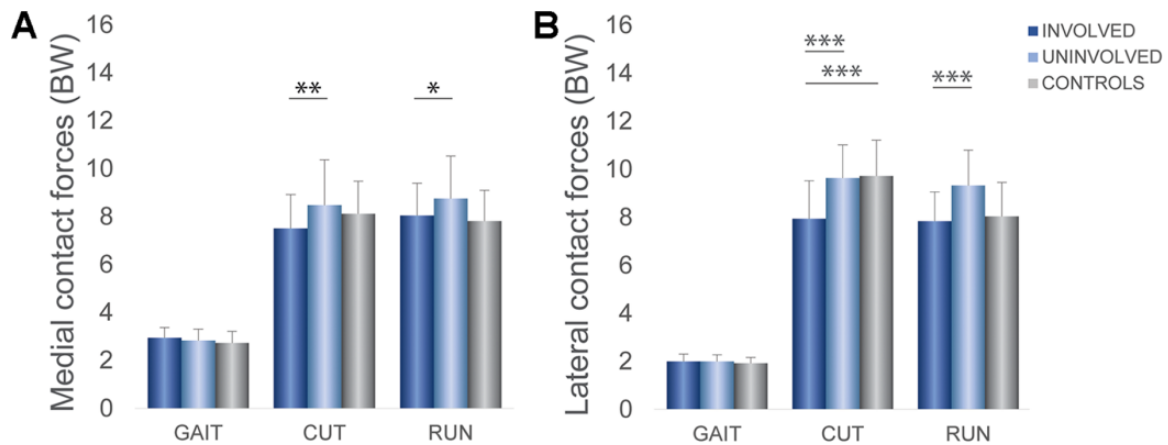 A
Medial contact forces (BW)
16
14
12
10
8
6
4
2
0
**
*
GAIT CUT RUN
B
Lateral contact forces (BW)
16
14
12
10
8
6
4
2
0
***
***
***
GAIT CUT RUN
INVOLVED
UNINVOLVED
CONTROLS